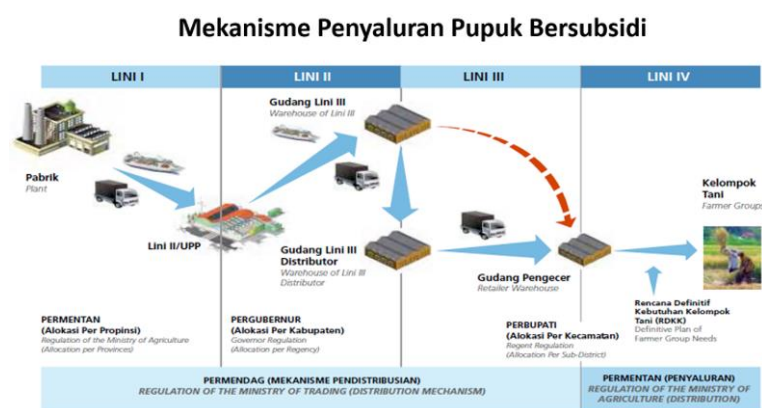 Mekanisme Penyaluran Pupuk Bersubsidi
LINI I
LINI II
LINI III
LINI IV
Gudang Lini III
Warehouse of Lini III
Pabrik
Plant
Kelompok
Tani
Farmer Groups
Lini II/UPP
Gudang Lini III
Distributor
Warehouse of Lini III
Distributor
Gudang Pengecer
Retailer Warehouse
Rencana Definitif
Kebutuhan Kelompok
Tani (RDKK)
Definitive Plan of
Farmer Group Needs
PERMENTAN
(Alokasi Per Propinsi)
Regulation of the Ministry of Agriculture
(Allocation per Provinces)
PERGUBERNUR
(Alokasi Per Kabupaten)
Governor Regulation
(Allocation per Regency)
PERBUPATI
(Alokasi Per Kecamatan)
Regent Regulation
(Allocation Per Sub-District)
PERMENDAG (MEKANISME PENDISTRIBUSIAN)
REGULATION OF THE MINISTRY OF TRADING (DISTRIBUTION MECHANISM)
PERMENTAN (PENYALURAN)
REGULATION OF THE MINISTRY OF
AGRICULTURE (DISTRIBUTION)